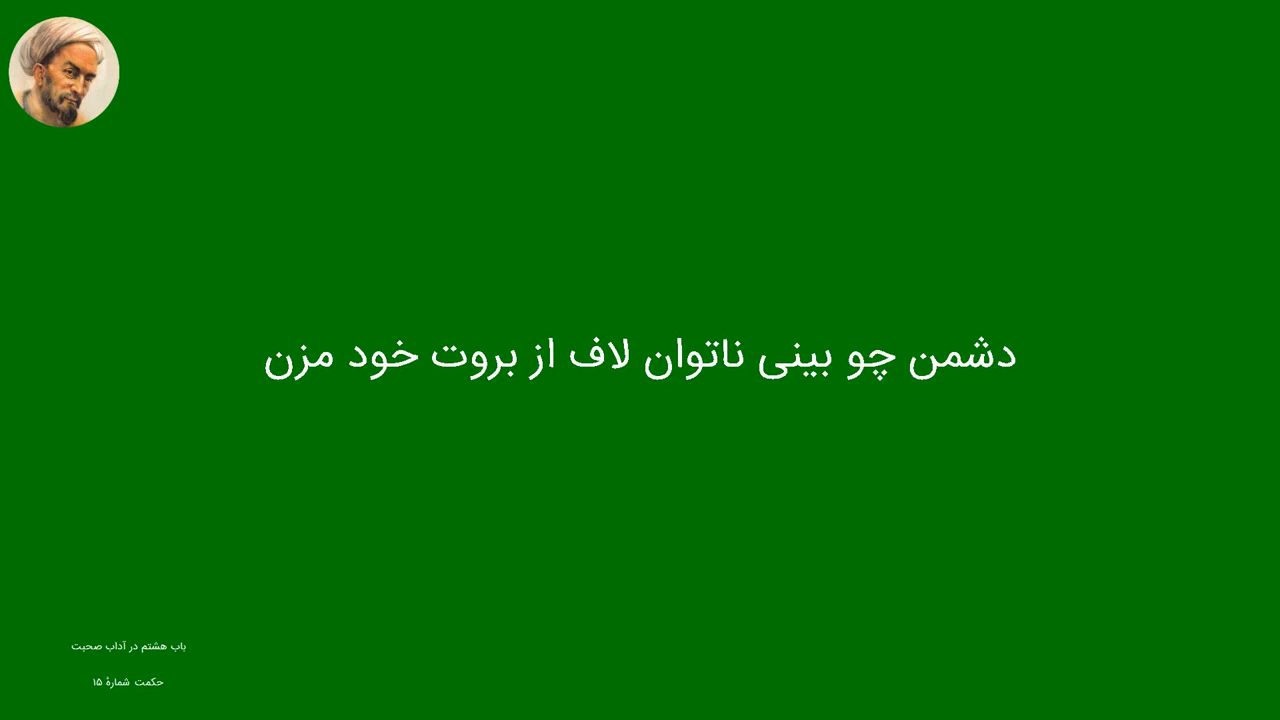 دشمن چو بینی ناتوان لاف از بروت خود مزن
باب هشتم در آداب صحبت
حکمت شمارهٔ ۱۵